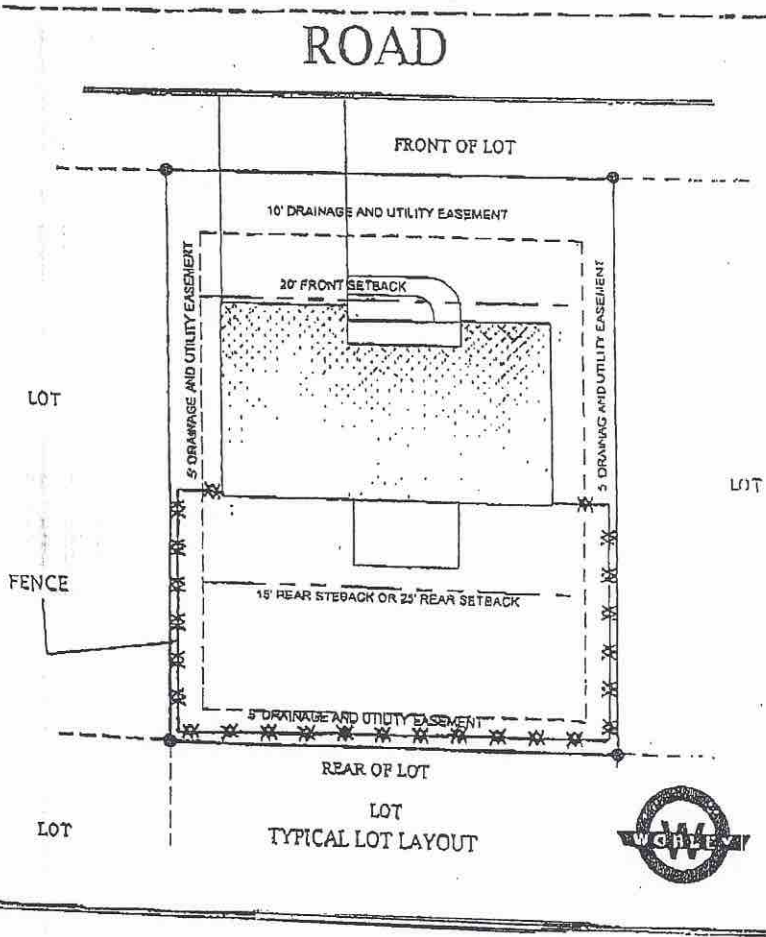 ROAD
FRONT OF LOT
10' DRAINAGE AND UTILITY EASEMENT
20' FRONT SETBACK
5' DRAINAGE AND UTILITY EASEMENT
5' DRAINAG AND UTILITY EASEMENT
LOT
LOT
FENCE
15' REAR STEBACK OR 25' REAR SETBACK
5' DRAINAGE AND UTILITY EASEMENT
REAR OF LOT
LOT
LOT
TYPICAL LOT LAYOUT
WORLEY
W